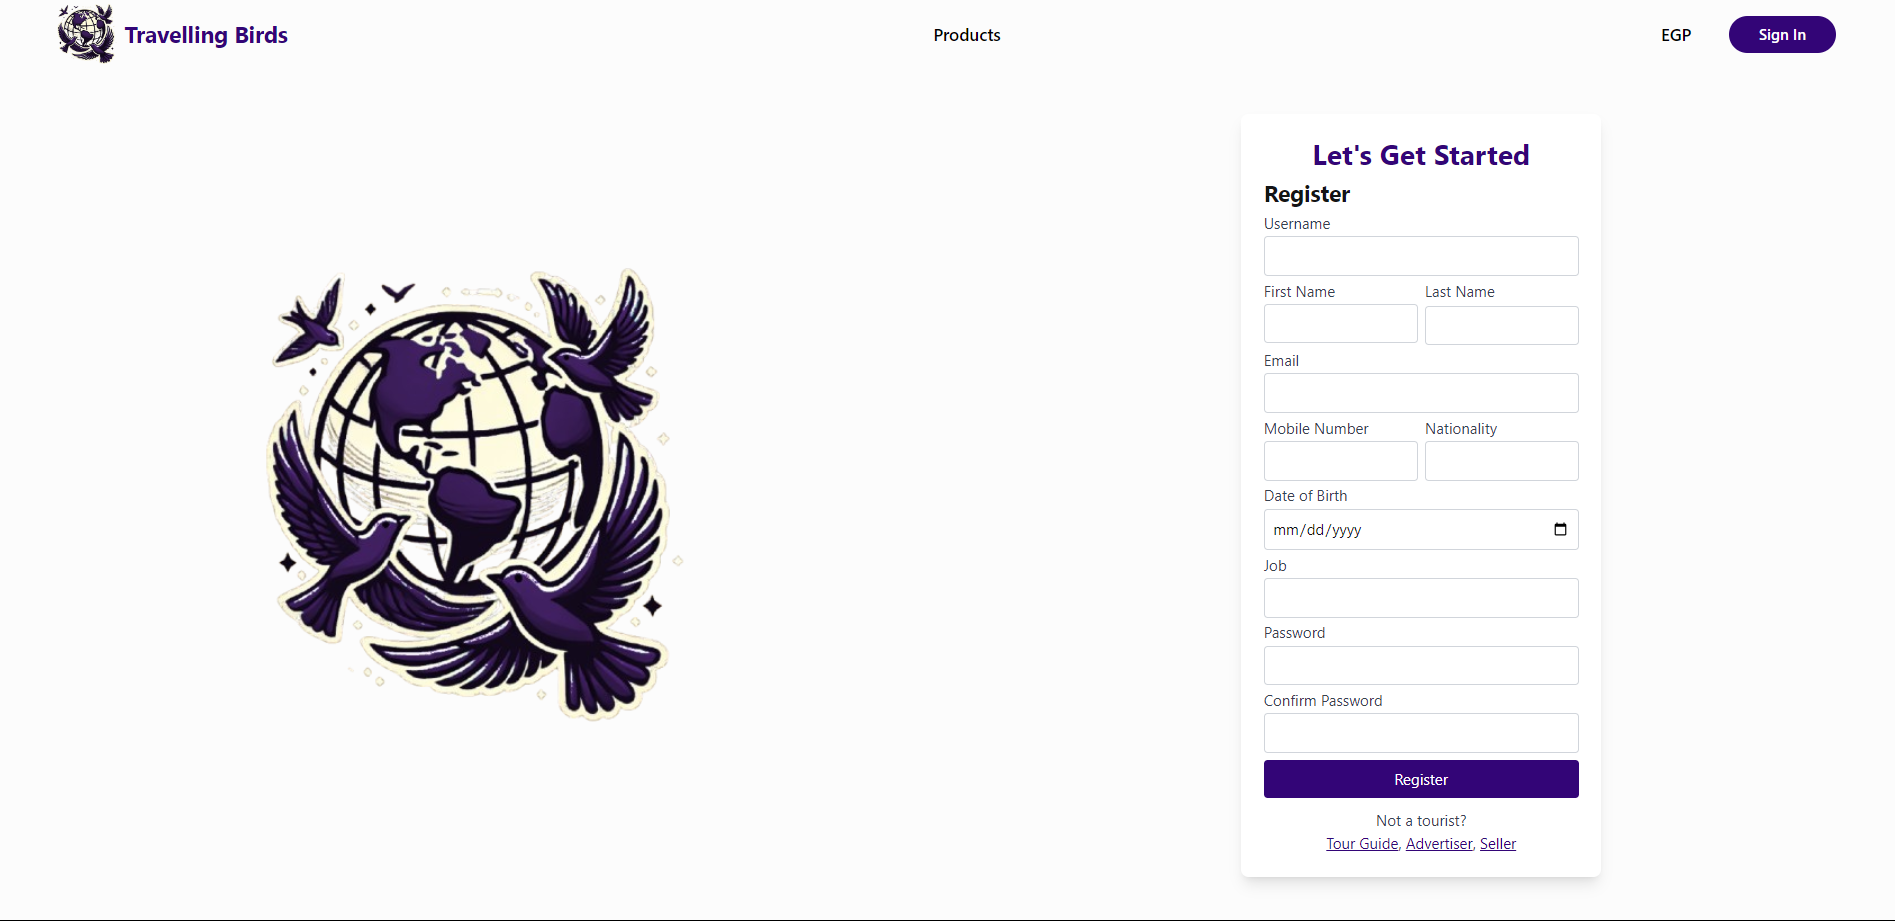 Travelling Birds
Products
EGP
Sign In
Let's Get Started
Register
Username
First Name
Last Name
Email
Mobile Number
Nationality
Date of Birth
mm/dd/yyyy
Job
Password
Confirm Password
Register
Not a tourist?
Tour Guide, Advertiser, Seller